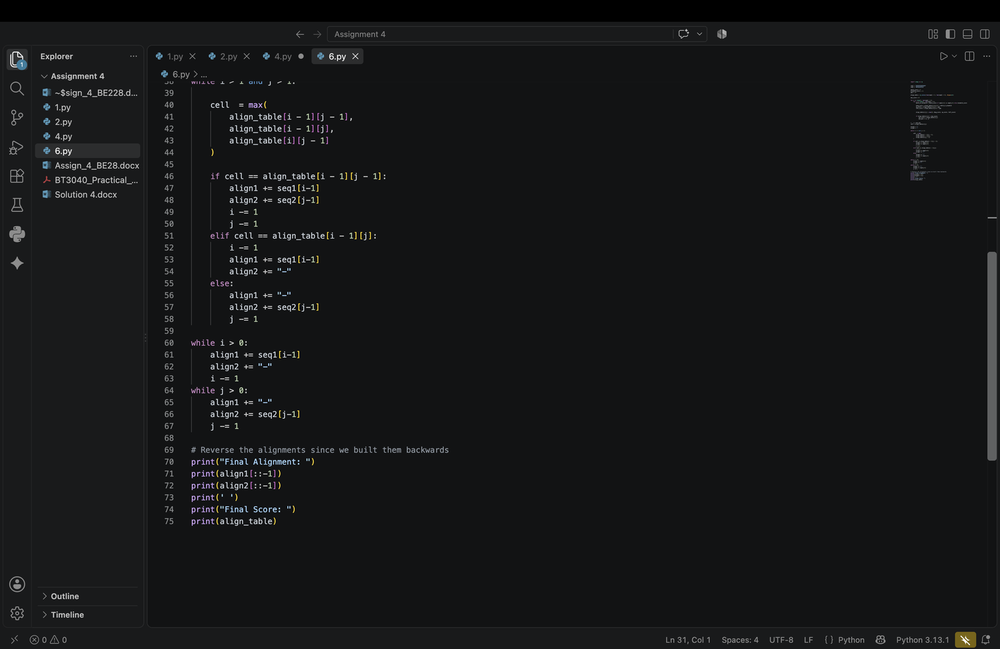 Assignment 4
Explorer
1
Assignment 4
~$sign_4_BE228.d...
1.py
2.py
4.py
6.py
Assign_4_BE28.docx
BT3040_Practical_...
Solution 4.docx
Outline
Timeline
1.py
2.py
4.py
6.py
6.py > ...
38 while i > 1 and j > 1:
39
40 cell  = max(
41 align_table[i - 1][j - 1],
42 align_table[i - 1][j],
43 align_table[i][j - 1]
44 )
45
46 if cell == align_table[i - 1][j - 1]:
47 align1 += seq1[i-1]
48 align2 += seq2[j-1]
49 i -= 1
50 j -= 1
51 elif cell == align_table[i - 1][j]:
52 i -= 1
53 align1 += seq1[i-1]
54 align2 += "-"
55 else:
56 align1 += "-"
57 align2 += seq2[j-1]
58 j -= 1
59
60 while i > 0:
61 align1 += seq1[i-1]
62 align2 += "-"
63 i -= 1
64 while j > 0:
65 align1 += "-"
66 align2 += seq2[j-1]
67 j -= 1
68
69 # Reverse the alignments since we built them backwards
70 print("Final Alignment: ")
71 print(align1[::-1])
72 print(align2[::-1])
73 print(' ')
74 print("Final Score: ")
75 print(align_table)
0 0
Ln 31, Col 1 Spaces: 4 UTF-8 LF { } Python Python 3.13.1